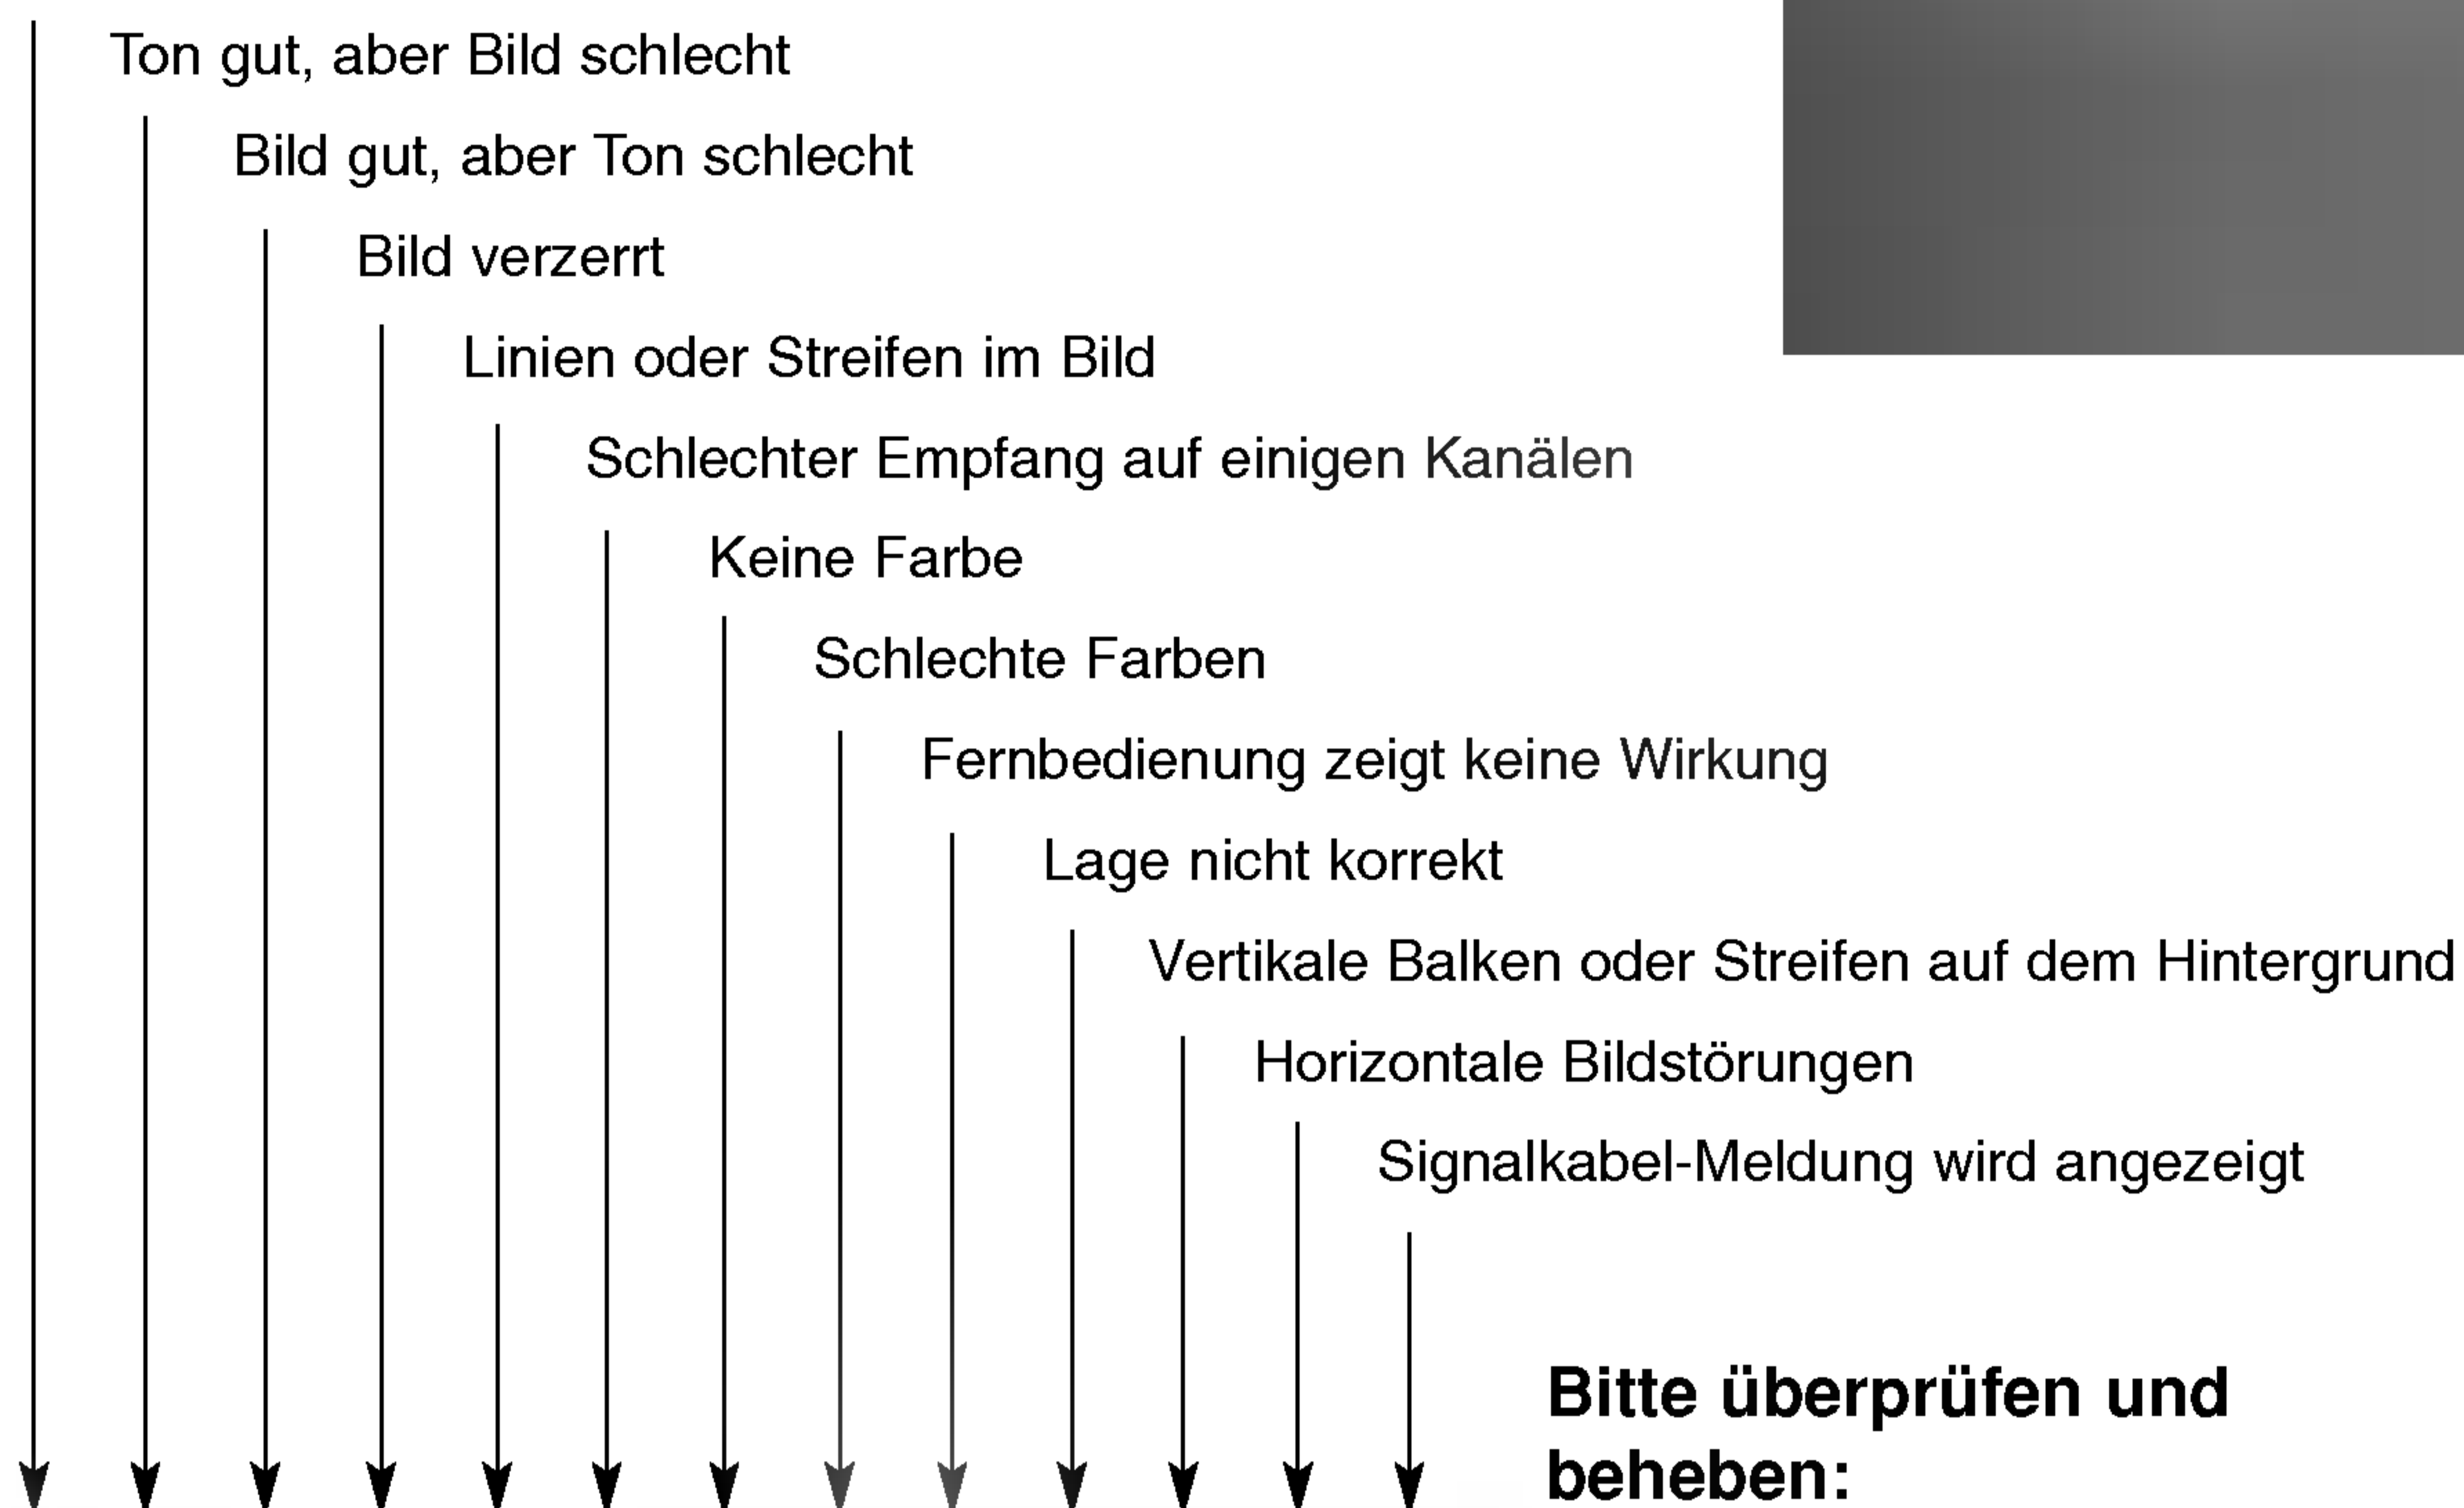 Ton gut, aber Bild schlecht
Bild gut, aber Ton schlecht
Bild verzerrt
Linien oder Streifen im Bild
Schlechter Empfang auf einigen Kanälen
Keine Farbe
Schlechte Farben
Fernbedienung zeigt keine Wirkung
Lage nicht korrekt
Vertikale Balken oder Streifen auf dem Hintergrund
Horizontale Bildstörungen
Signalkabel-Meldung wird angezeigt
Bitte überprüfen und
beheben: